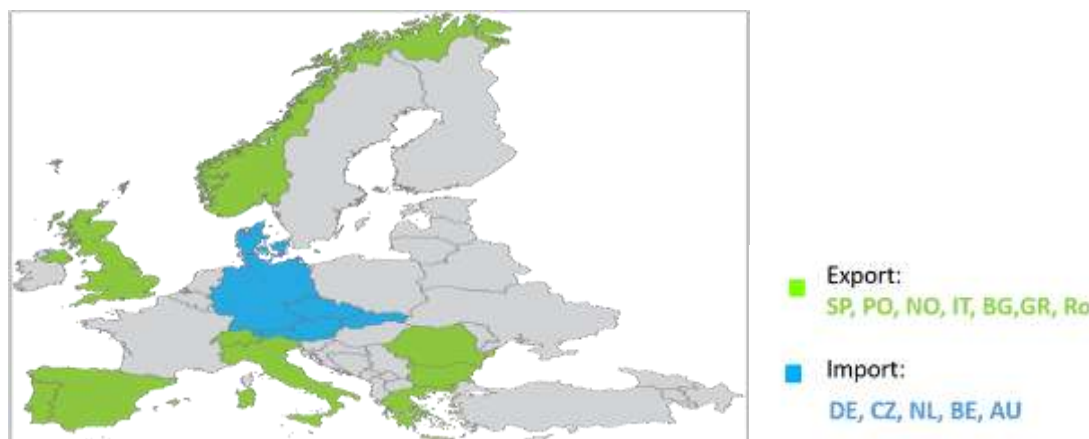 Export:
SP, PO, NO, IT, BG,GR, Ro
Import:
DE, CZ, NL, BE, AU